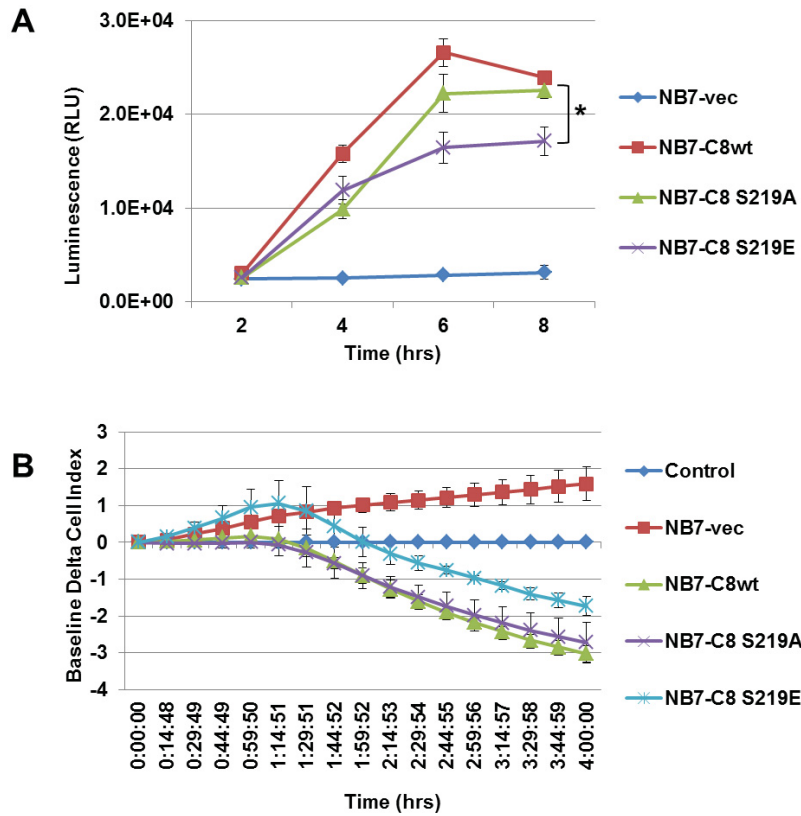 A
Luminescence (RLU)
3.0E+04
2.0E+04
1.0E+04
0.0E+00
2 4 6 8
Time (hrs)
*
NB7-vec
NB7-C8wt
NB7-C8 S219A
NB7-C8 S219E
B
Baseline Delta Cell Index
3
2
1
0
-1
-2
-3
-4
0:00:00
0:14:48
0:29:49
0:44:49
0:59:50
1:14:51
1:29:51
1:44:52
1:59:52
2:14:53
2:29:54
2:44:55
2:59:56
3:14:57
3:29:58
3:44:59
4:00:00
Time (hrs)
Control
NB7-vec
NB7-C8wt
NB7-C8 S219A
NB7-C8 S219E